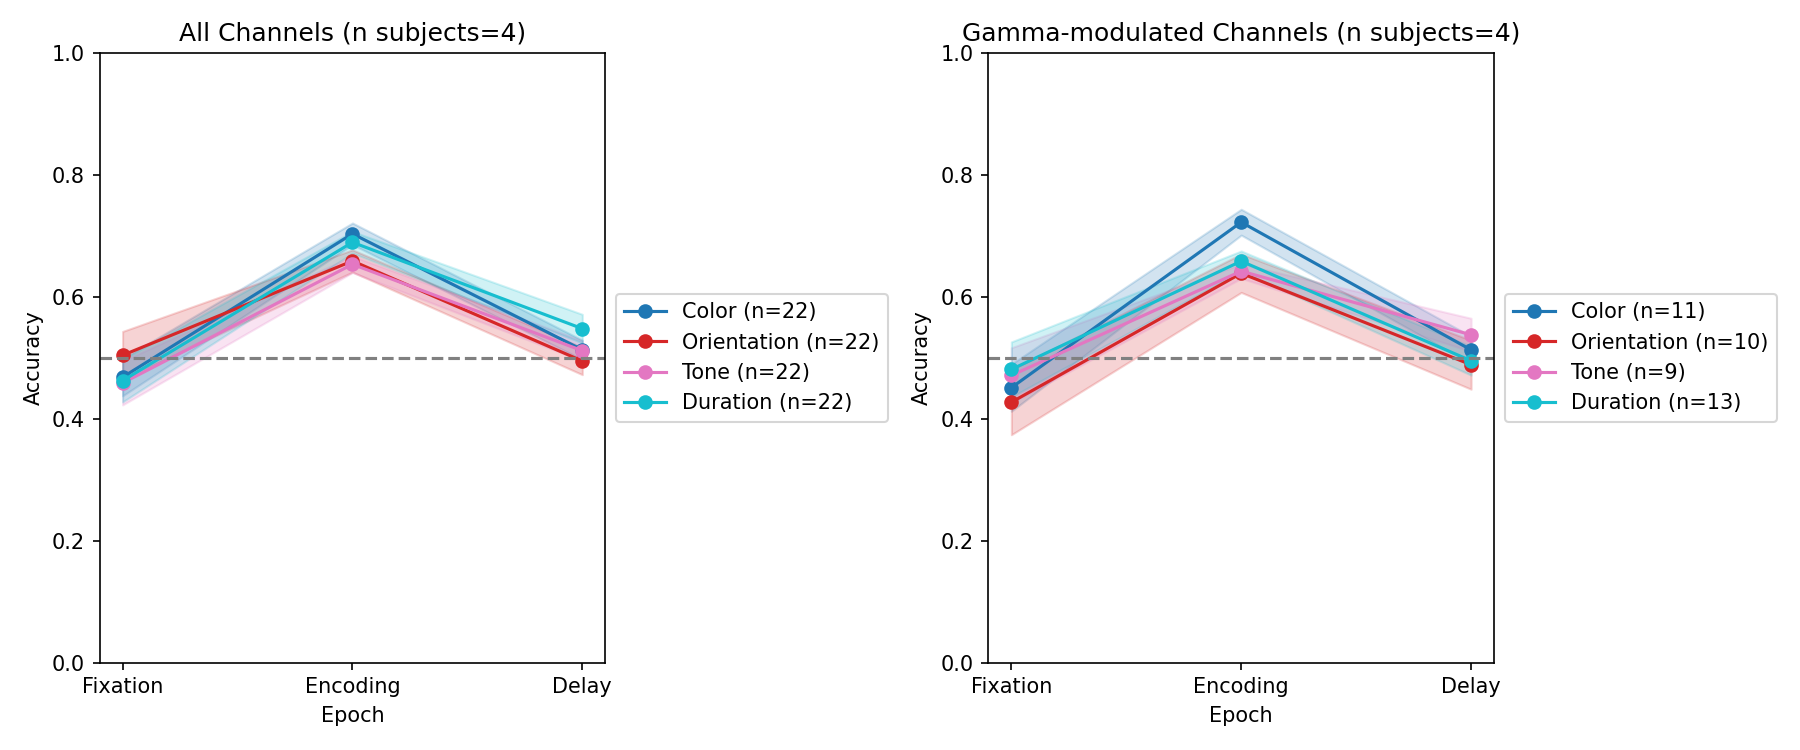 All Channels (n subjects=4)
1.0
0.8
0.6
0.4
0.2
0.0
Accuracy
Fixation
Encoding
Delay
Epoch
Color (n=22)
Orientation (n=22)
Tone (n=22)
Duration (n=22)
Gamma-modulated Channels (n subjects=4)
1.0
0.8
0.6
0.4
0.2
0.0
Accuracy
Fixation
Encoding
Delay
Epoch
Color (n=11)
Orientation (n=10)
Tone (n=9)
Duration (n=13)